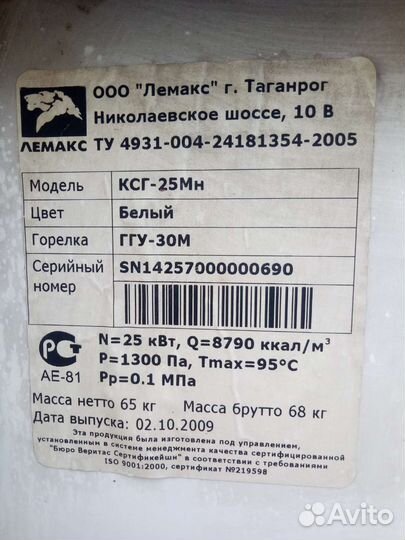 ООО "Лемакс" г. Таганрог
Николаевское шоссе, 10 В
ЛЕМАКС ТУ 4931-004-24181354-2005
Модель КСГ-25Мн
Цвет Белый
Горелка ГГУ-30М
Серийный номер SN14257000000690
РСТ
АЕ-81
N=25 кВт, Q=8790 ккал/м³
P=1300 Па, Tmax=95°C
Pp=0.1 МПа
Масса нетто 65 кг Масса брутто 68 кг
Дата выпуска: 02.10.2009
Эта продукция была изготовлена под управлением,
установленным в системе менеджмента качества сертифицированной
"Бюро Веритас Сертификейшн" в соответствии с требованиями
ISO 9001:2000, сертификат №219598
Avito